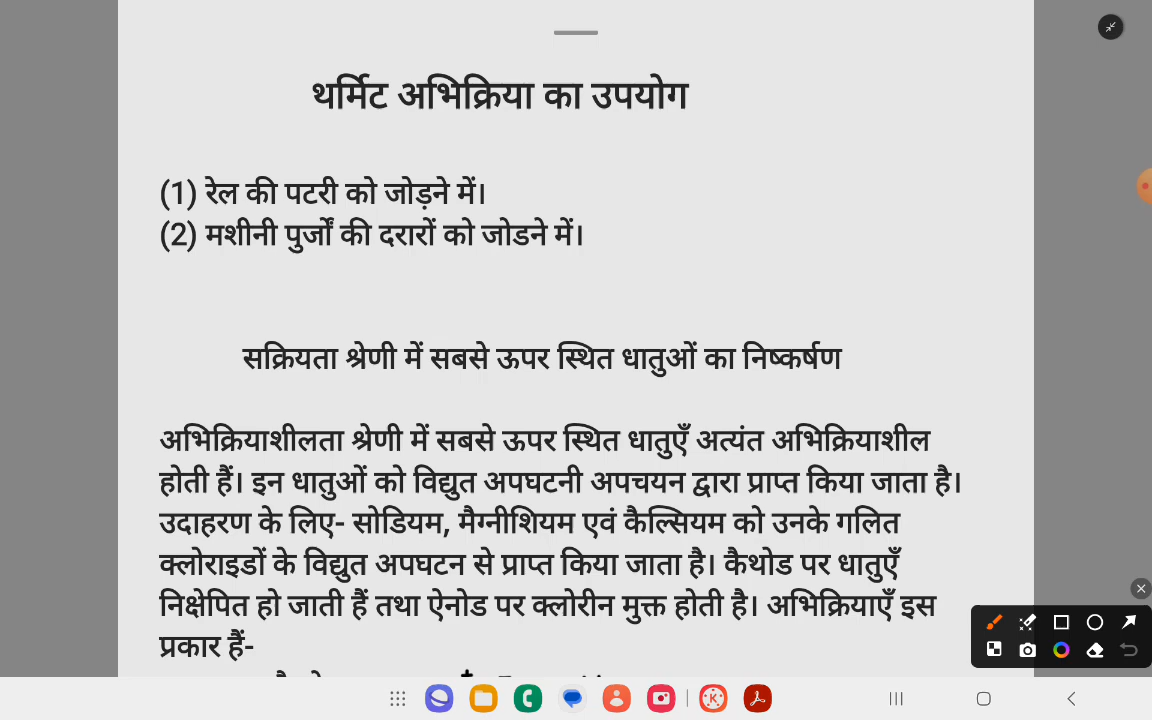 थर्मिट अभिक्रिया का उपयोग
(1) रेल की पटरी को जोड़ने में।
(2) मशीनी पुर्जों की दरारों को जोडने में।
सक्रियता श्रेणी में सबसे ऊपर स्थित धातुओं का निष्कर्षण
अभिक्रियाशीलता श्रेणी में सबसे ऊपर स्थित धातुएँ अत्यंत अभिक्रियाशील
होती हैं। इन धातुओं को विद्युत अपघटनी अपचयन द्वारा प्राप्त किया जाता है।
उदाहरण के लिए- सोडियम, मैग्नीशियम एवं कैल्सियम को उनके गलित
क्लोराइडों के विद्युत अपघटन से प्राप्त किया जाता है। कैथोड पर धातुएँ
निक्षेपित हो जाती हैं तथा ऐनोड पर क्लोरीन मुक्त होती है। अभिक्रियाएँ इस
प्रकार हैं-